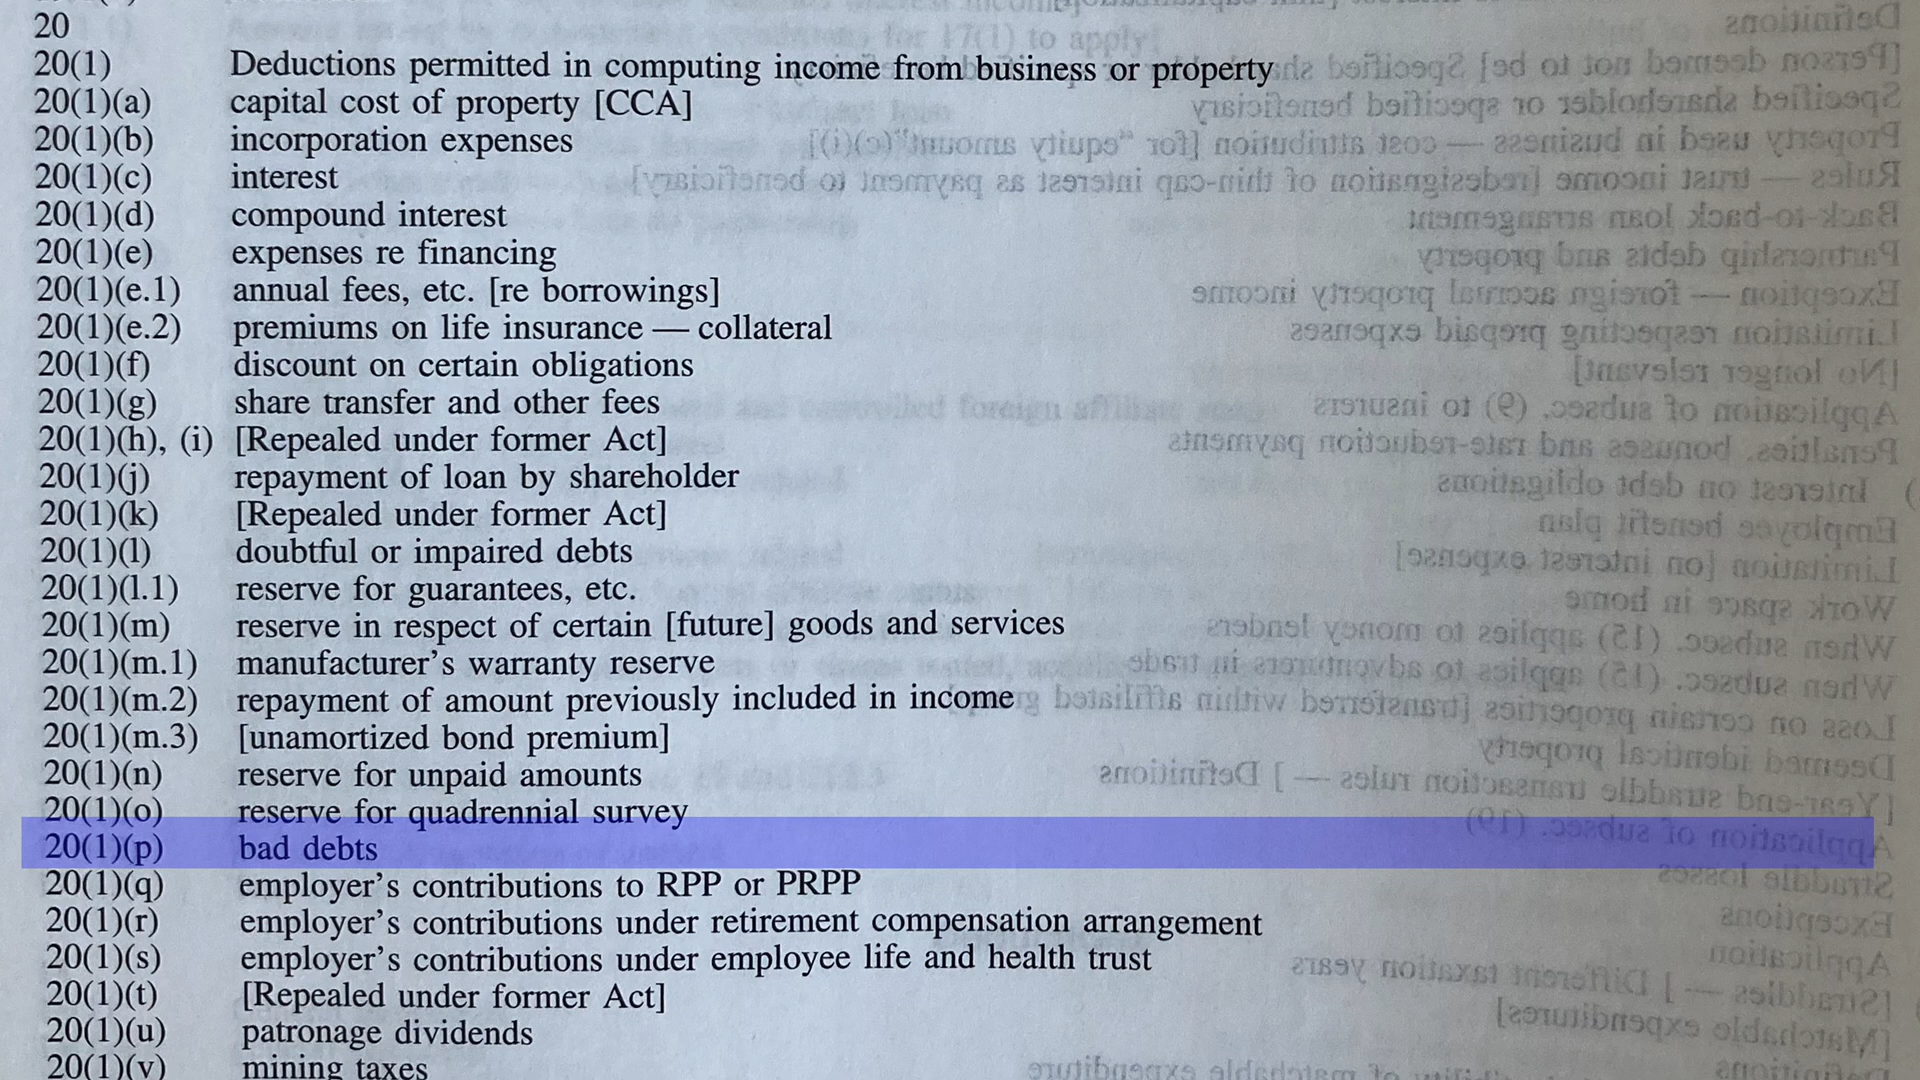 20
20(1) Deductions permitted in computing income from business or property
20(1)(a) capital cost of property [CCA]
20(1)(b) incorporation expenses
20(1)(c) interest
20(1)(d) compound interest
20(1)(e) expenses re financing
20(1)(e.1) annual fees, etc. [re borrowings]
20(1)(e.2) premiums on life insurance — collateral
20(1)(f) discount on certain obligations
20(1)(g) share transfer and other fees
20(1)(h), (i) [Repealed under former Act]
20(1)(j) repayment of loan by shareholder
20(1)(k) [Repealed under former Act]
20(1)(l) doubtful or impaired debts
20(1)(l.1) reserve for guarantees, etc.
20(1)(m) reserve in respect of certain [future] goods and services
20(1)(m.1) manufacturer's warranty reserve
20(1)(m.2) repayment of amount previously included in income
20(1)(m.3) [unamortized bond premium]
20(1)(n) reserve for unpaid amounts
20(1)(o) reserve for quadrennial survey
20(1)(p) bad debts
20(1)(q) employer's contributions to RPP or PRPP
20(1)(r) employer's contributions under retirement compensation arrangement
20(1)(s) employer's contributions under employee life and health trust
20(1)(t) [Repealed under former Act]
20(1)(u) patronage dividends
20(1)(v) mining taxes